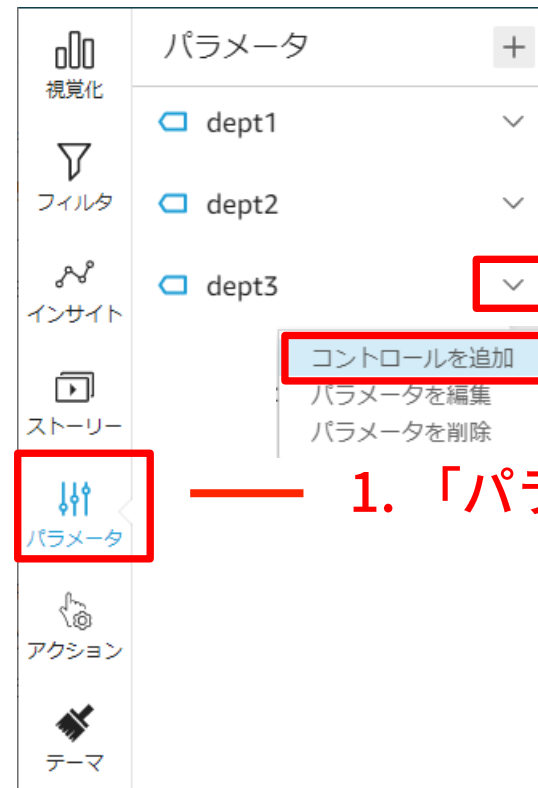 視覚化
フィルタ
インサイト
ストーリー
パラメータ
アクション
テーマ
パラメータ
dept1
dept2
dept3
コントロールを追加
パラメータを編集
パラメータを削除
1. 「パラ